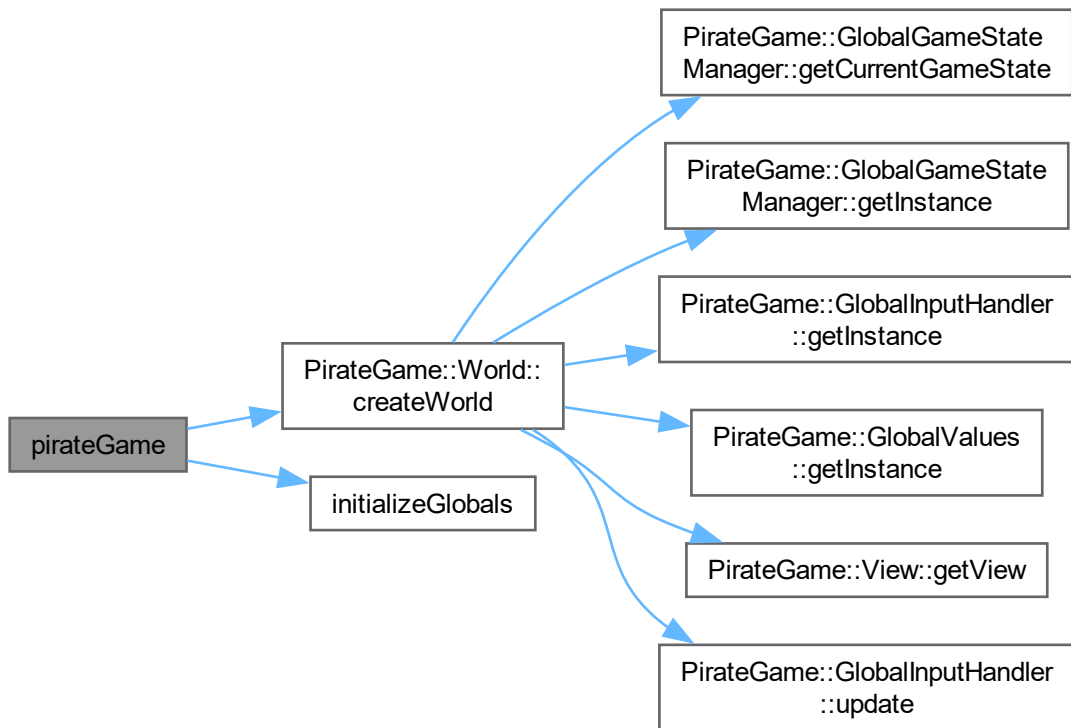 PirateGame::GlobalGameState
Manager::getCurrentGameState
PirateGame::GlobalGameState
Manager::getInstance
PirateGame::GlobalInputHandler
::getInstance
PirateGame::World::
createWorld
PirateGame::GlobalValues
::getInstance
pirateGame
initializeGlobals
PirateGame::View::getView
PirateGame::GlobalInputHandler
::update